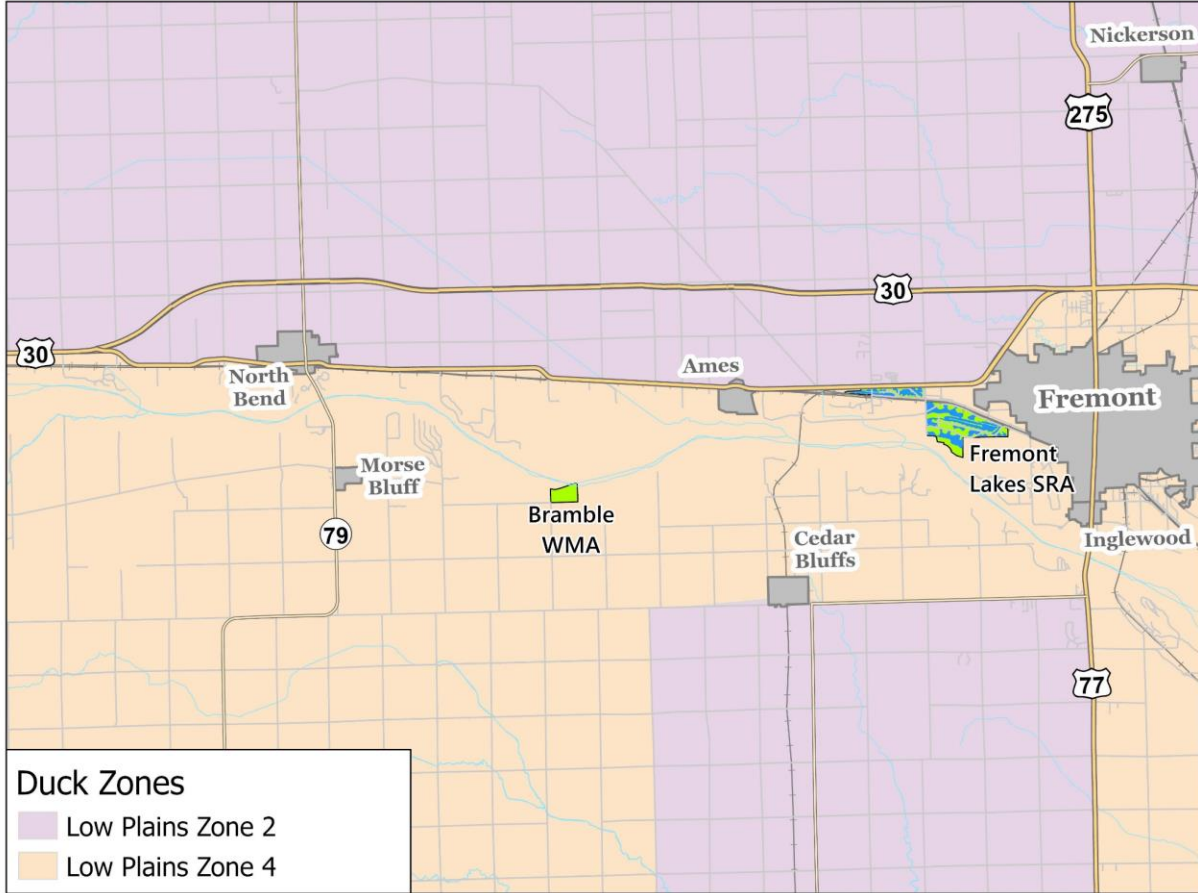 Nickerson
275
30
30
North
Bend
Ames
Fremont
Fremont
Lakes SRA
Morse
Bluff
Bramble
WMA
79
Cedar
Bluffs
Inglewood
77
Duck Zones
Low Plains Zone 2
Low Plains Zone 4